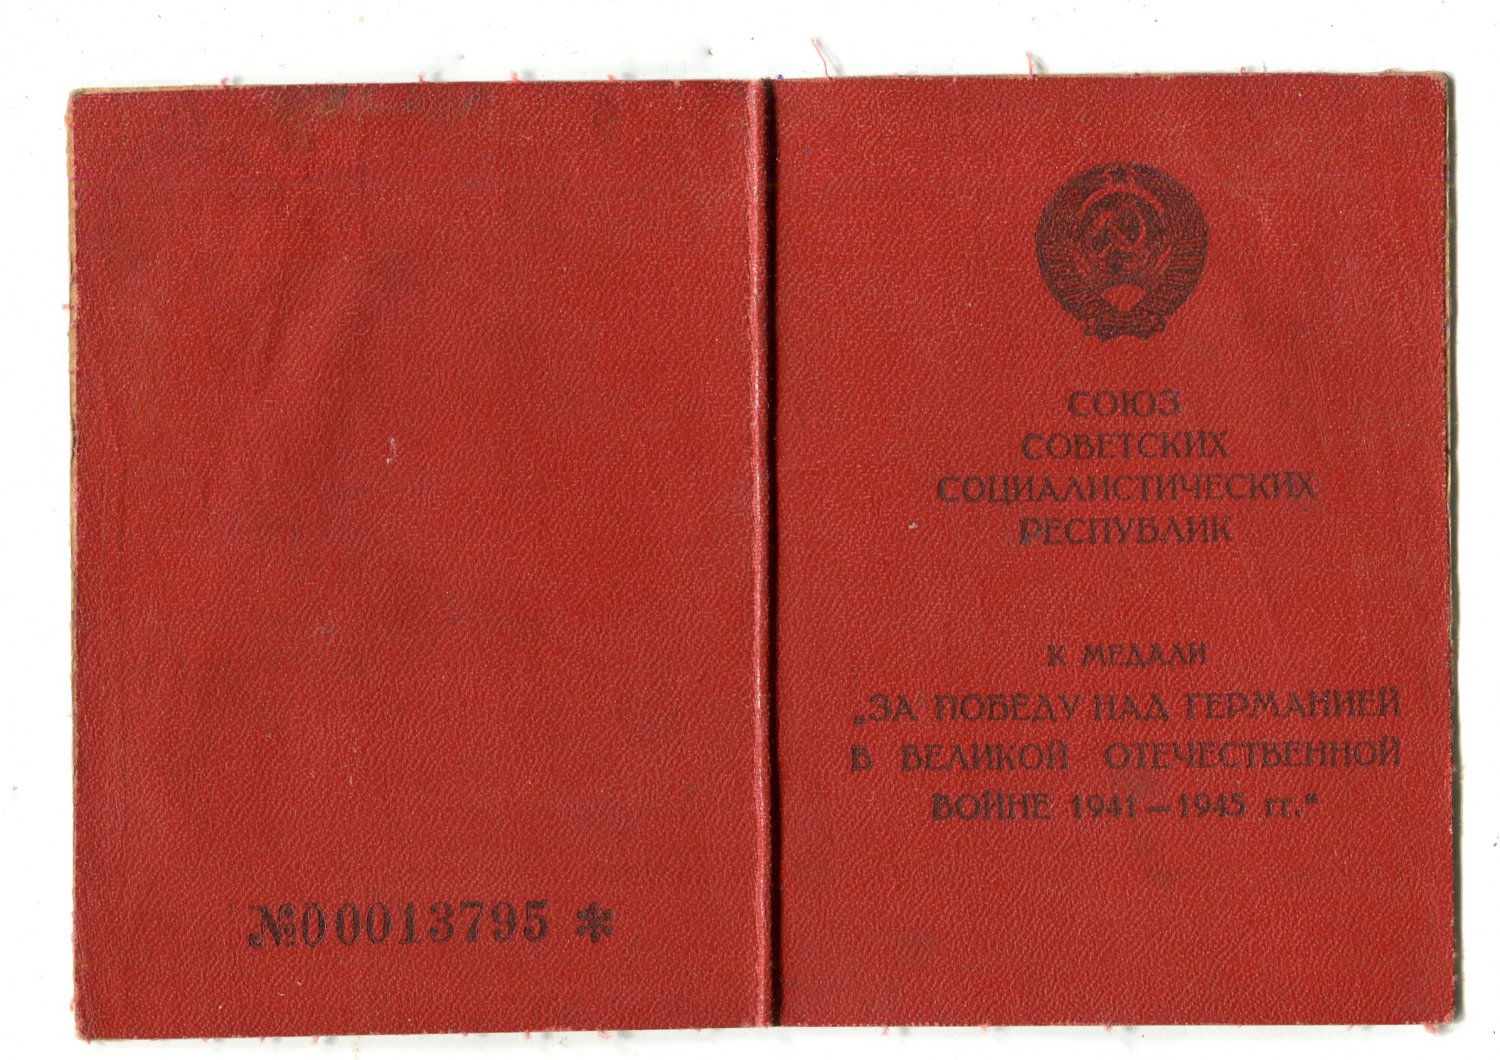 №00013795 *
СОЮЗ
СОВЕТСКИХ
СОЦИАЛИСТИЧЕСКИХ
РЕСПУБЛИК
К МЕДАЛИ
„ЗА ПОБЕДУ НАД ГЕРМАНИЕЙ
В ВЕЛИКОЙ ОТЕЧЕСТВЕННОЙ
ВОЙНЕ 1941—1945 гг.“